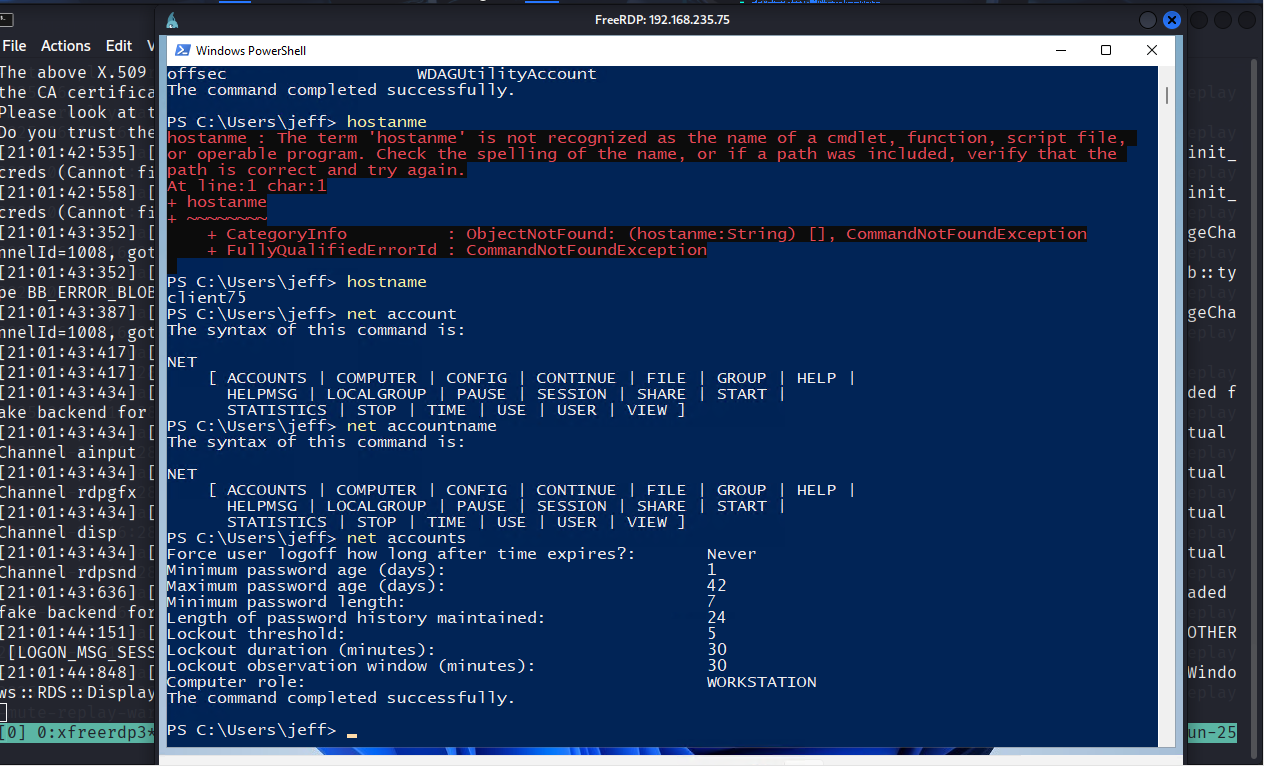 FreeRDP: 192.168.235.75
File Actions Edit
Windows PowerShell
The above X.509
the CA certifica
Please look at t
Do you trust the
[21:01:42:535] [
creds (Cannot fi
[21:01:42:558] [
creds (Cannot fi
[21:01:43:352] [
nnelId=1008, got
[21:01:43:352] [
pe BB_ERROR_BLOB
[21:01:43:387] [
nnelId=1008, got
[21:01:43:417] [
[21:01:43:417] [
[21:01:43:434] [
ake backend for
[21:01:43:434] [
Channel ainput
[21:01:43:434] [
Channel rdpgfx
[21:01:43:434] [
Channel disp
[21:01:43:434] [
Channel rdpsnd
[21:01:43:636] [
fake backend for
[21:01:44:151] [
[LOGON_MSG_SESS
[21:01:44:848] [
ws::RDS::Display
[0] 0:xfreerdp3*
offsec WDAGUtilityAccount
The command completed successfully.
PS C:\Users\jeff> hostanme
hostanme : The term 'hostanme' is not recognized as the name of a cmdlet, function, script file,
or operable program. Check the spelling of the name, or if a path was included, verify that the
path is correct and try again.
At line:1 char:1
+ hostanme
+ ~~~~~~~~
+ CategoryInfo : ObjectNotFound: (hostanme:String) [], CommandNotFoundException
+ FullyQualifiedErrorId : CommandNotFoundException
PS C:\Users\jeff> hostname
client75
PS C:\Users\jeff> net account
The syntax of this command is:
NET
[ ACCOUNTS | COMPUTER | CONFIG | CONTINUE | FILE | GROUP | HELP |
HELPMSG | LOCALGROUP | PAUSE | SESSION | SHARE | START |
STATISTICS | STOP | TIME | USE | USER | VIEW ]
PS C:\Users\jeff> net accountname
The syntax of this command is:
NET
[ ACCOUNTS | COMPUTER | CONFIG | CONTINUE | FILE | GROUP | HELP |
HELPMSG | LOCALGROUP | PAUSE | SESSION | SHARE | START |
STATISTICS | STOP | TIME | USE | USER | VIEW ]
PS C:\Users\jeff> net accounts
Force user logoff how long after time expires?: Never
Minimum password age (days): 1
Maximum password age (days): 42
Minimum password length: 7
Length of password history maintained: 24
Lockout threshold: 5
Lockout duration (minutes): 30
Lockout observation window (minutes): 30
Computer role: WORKSTATION
The command completed successfully.
PS C:\Users\jeff>
init_
init_
geCha
b::ty
geCha
ded f
tual
tual
tual
tual
aded
OTHER
Windo
un-25